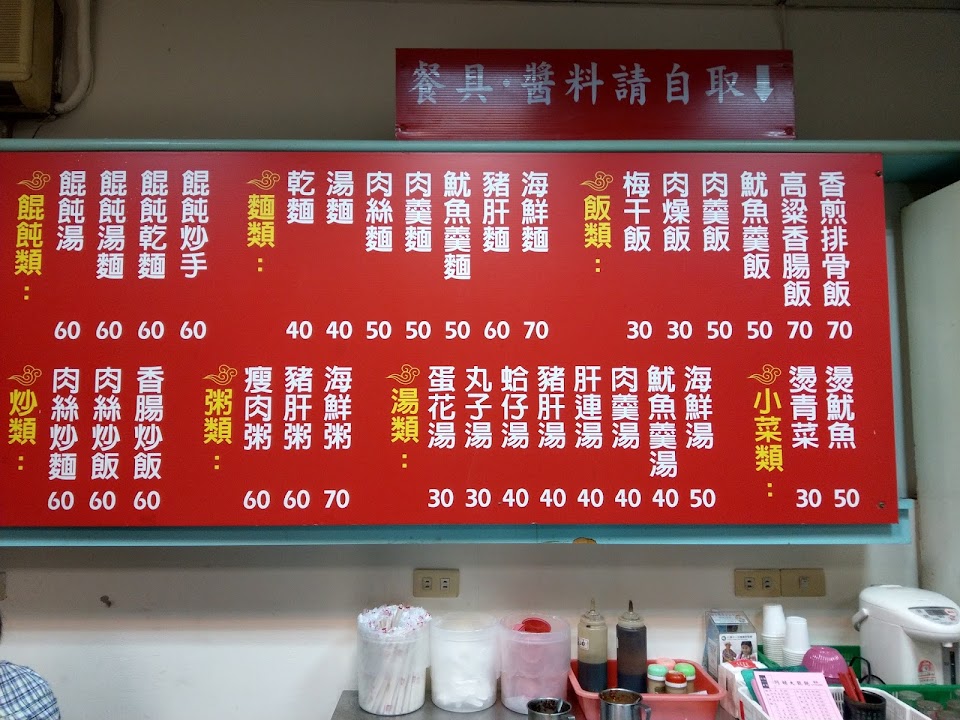 餐具·醬料請自取↓
餛飩類：
餛飩湯 60
餛飩湯麵 60
餛飩乾麵 60
餛飩炒手 60
麵類：
乾麵 40
湯麵 40
肉絲麵 50
肉羹麵 50
魷魚羹麵 50
豬肝麵 60
海鮮麵 70
飯類：
梅干飯 30
肉燥飯 30
肉羹飯 50
魷魚羹飯 50
高粱香腸飯 70
香煎排骨飯 70
炒類：
肉絲炒麵 60
肉絲炒飯 60
香腸炒飯 60
粥類：
瘦肉粥 60
豬肝粥 60
海鮮粥 70
湯類：
蛋花湯 30
丸子湯 30
蛤仔湯 40
豬肝湯 40
肝連湯 40
肉羹湯 40
魷魚羹湯 40
海鮮湯 50
小菜類：
燙青菜 30
燙魷魚 50